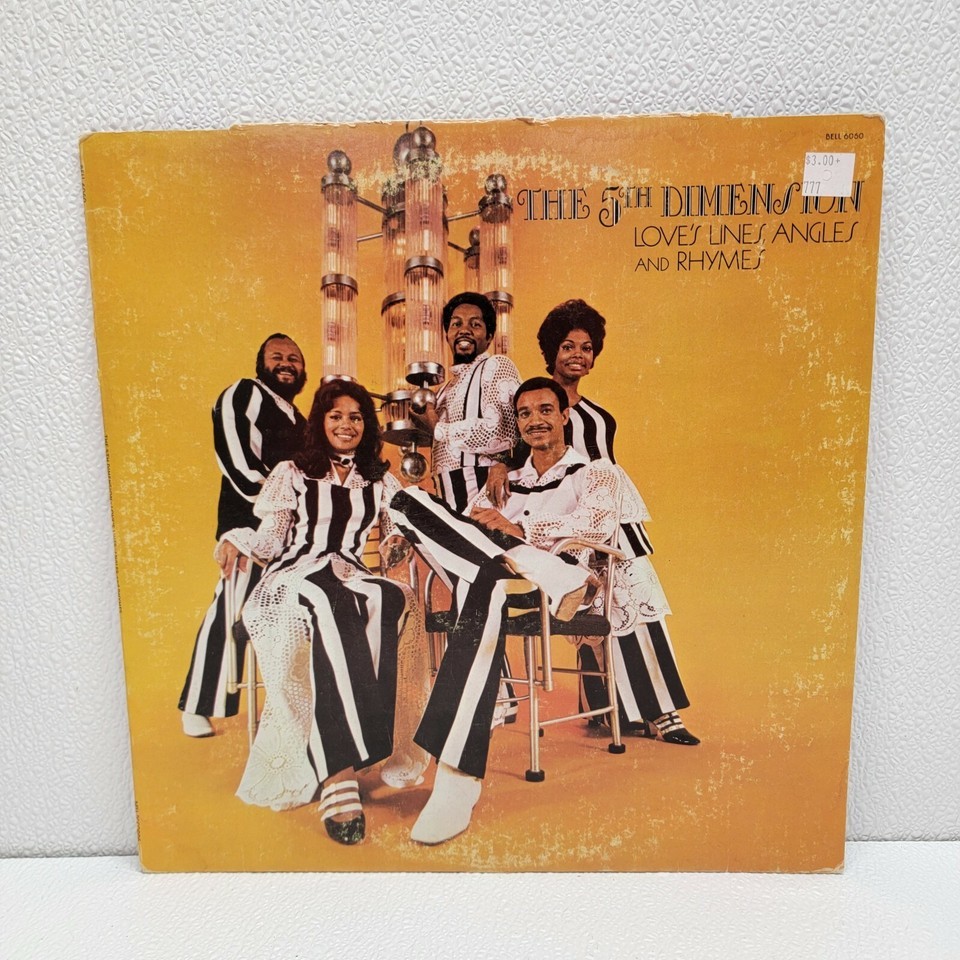 BELL 6060
$3.00+
777
THE 5TH DIMENSION
LOVE'S LINES, ANGLES
AND RHYMES